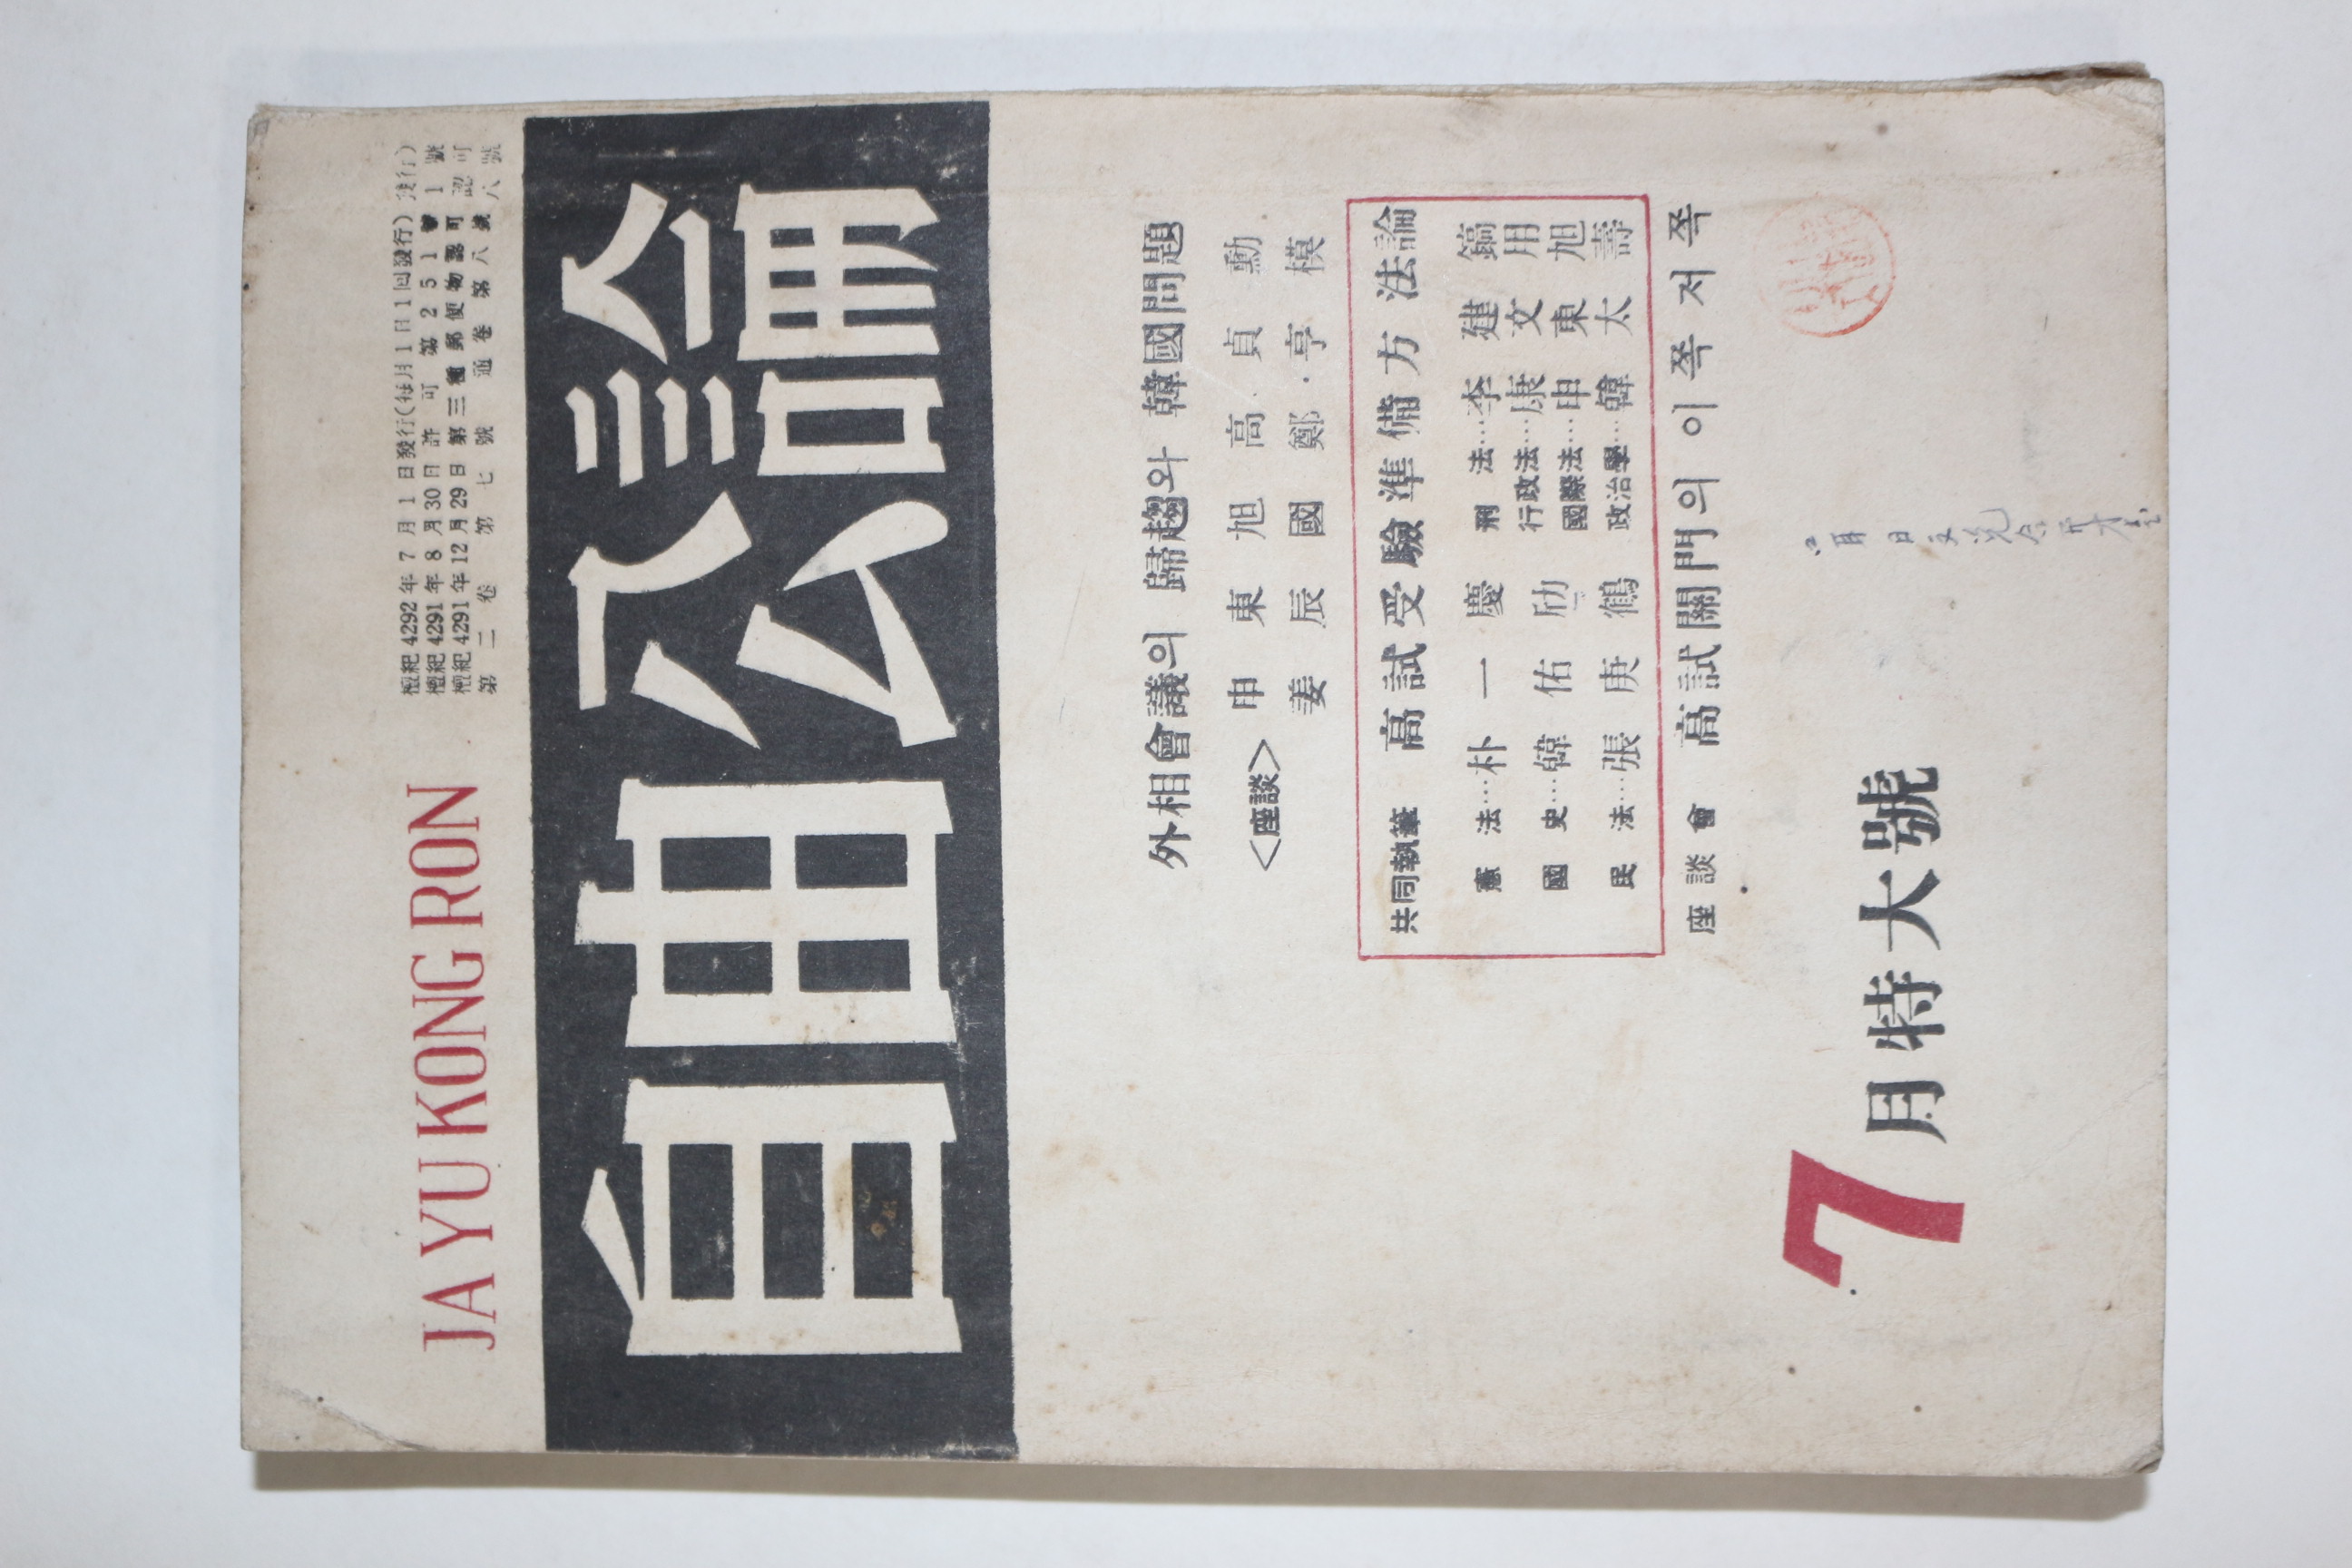 JAYU KONG RON
檀紀4292年7月1日發行(每月1日1回發行)
檀紀4291年8月30日 許可 第251號
檀紀4291年12月29日第三種郵便物認可
第二卷 第七號 通卷第八號
自由公論
外相會議의 歸趨와 韓國問題
<座談> 申東旭 高貞勳
姜辰國 鄭·亨模
共同執筆 高試受驗準備方法論
憲法…朴一慶 刑法…李建鎬
行政法…康文用
國史…韓佑劤 國際法…申東旭
民法…張庚鶴 政治學…韓太壽
座談會 高試關門의 이쪽저쪽
7月特大號